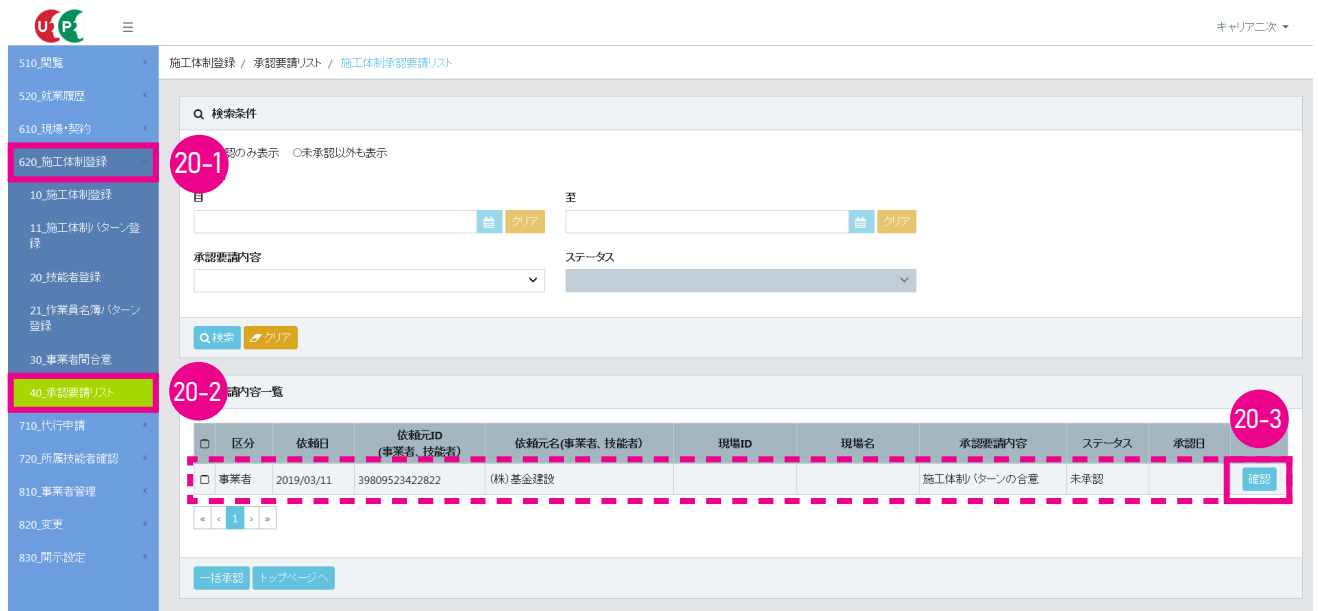 U P
キャリア二次
施工体制登録 / 承認要請リスト / 施工体制承認要請リスト
510_閲覧
520_就業履歴
610_現場・契約
620_施工体制登録
10_施工体制登録
11_施工体制パターン登
録
20_技能者登録
21_作業員名簿パターン
登録
30_事業者間合意
40_承認要請リスト
710_代行申請
720_所属技能者確認
810_事業者管理
820_変更
830_開示設定
20-1
20-2
20-3
検索条件
認のみ表示 ○未承認以外も表示
自 至
クリア クリア
承認要請内容 ステータス
検索 クリア
請内容一覧
区分 依頼日 依頼元ID 依頼元名(事業者、技能者) 現場ID 現場名 承認要請内容 ステータス 承認日
(事業者、技能者)
事業者 2019/03/11 39809523422822 (株)基金建設 施工体制パターンの合意 未承認 確認
« ‹ 1 › »
一括承認 トップページへ